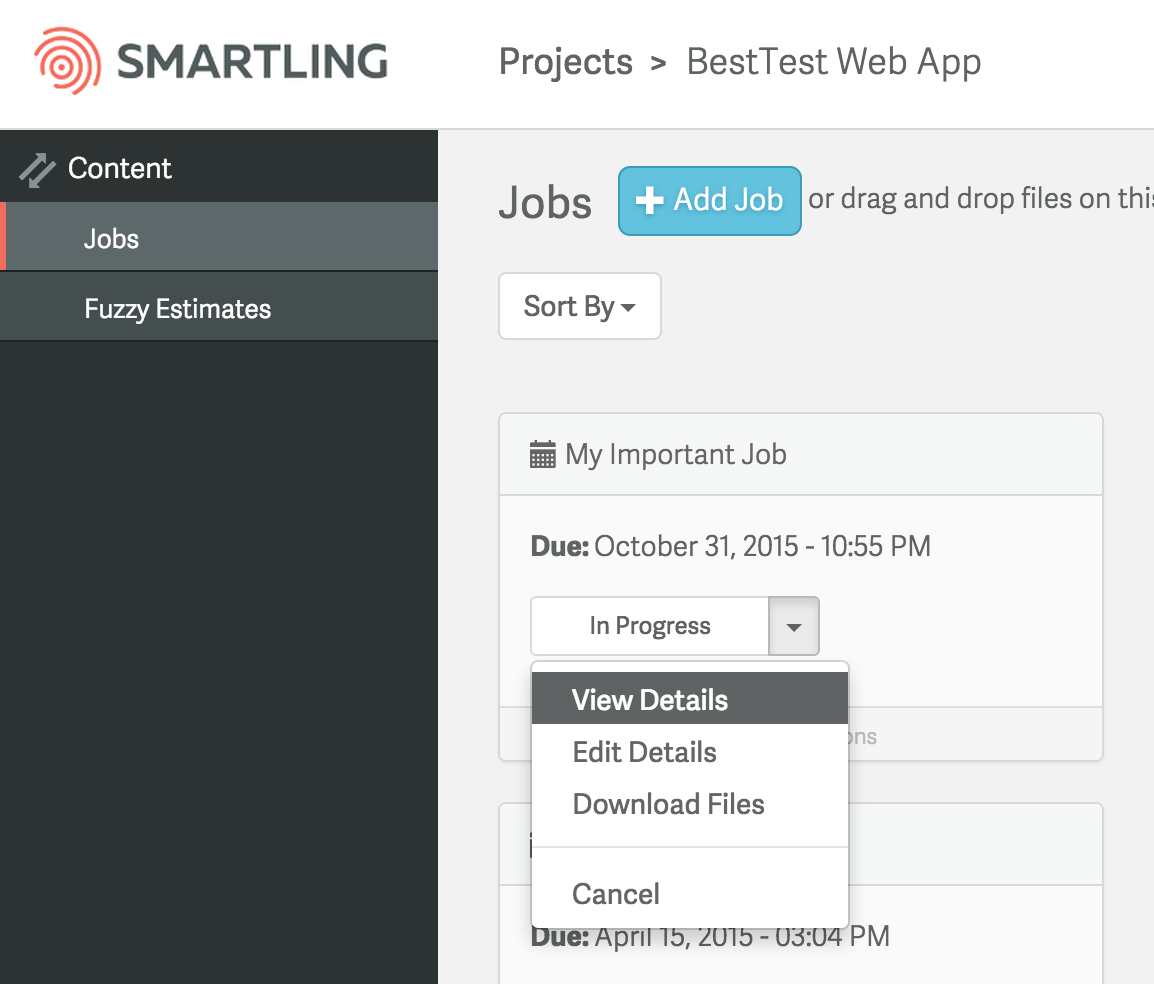 SMARTLING
Projects > BestTest Web App
Content
Jobs
Fuzzy Estimates
Jobs
Add Job
or drag and drop files on this
Sort By
My Important Job
Due: October 31, 2015 - 10:55 PM
In Progress
View Details
Edit Details
Download Files
Cancel
Due: April 15, 2015 - 03:04 PM